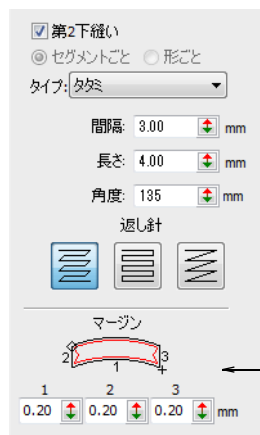 第2下縫い
セグメントごと 形ごと
タイプ: タタミ
間隔: 3.00 mm
長さ: 4.00 mm
角度: 135 mm
返し針
マージン
2 1 3
1 2 3
0.20 0.20 0.20 mm